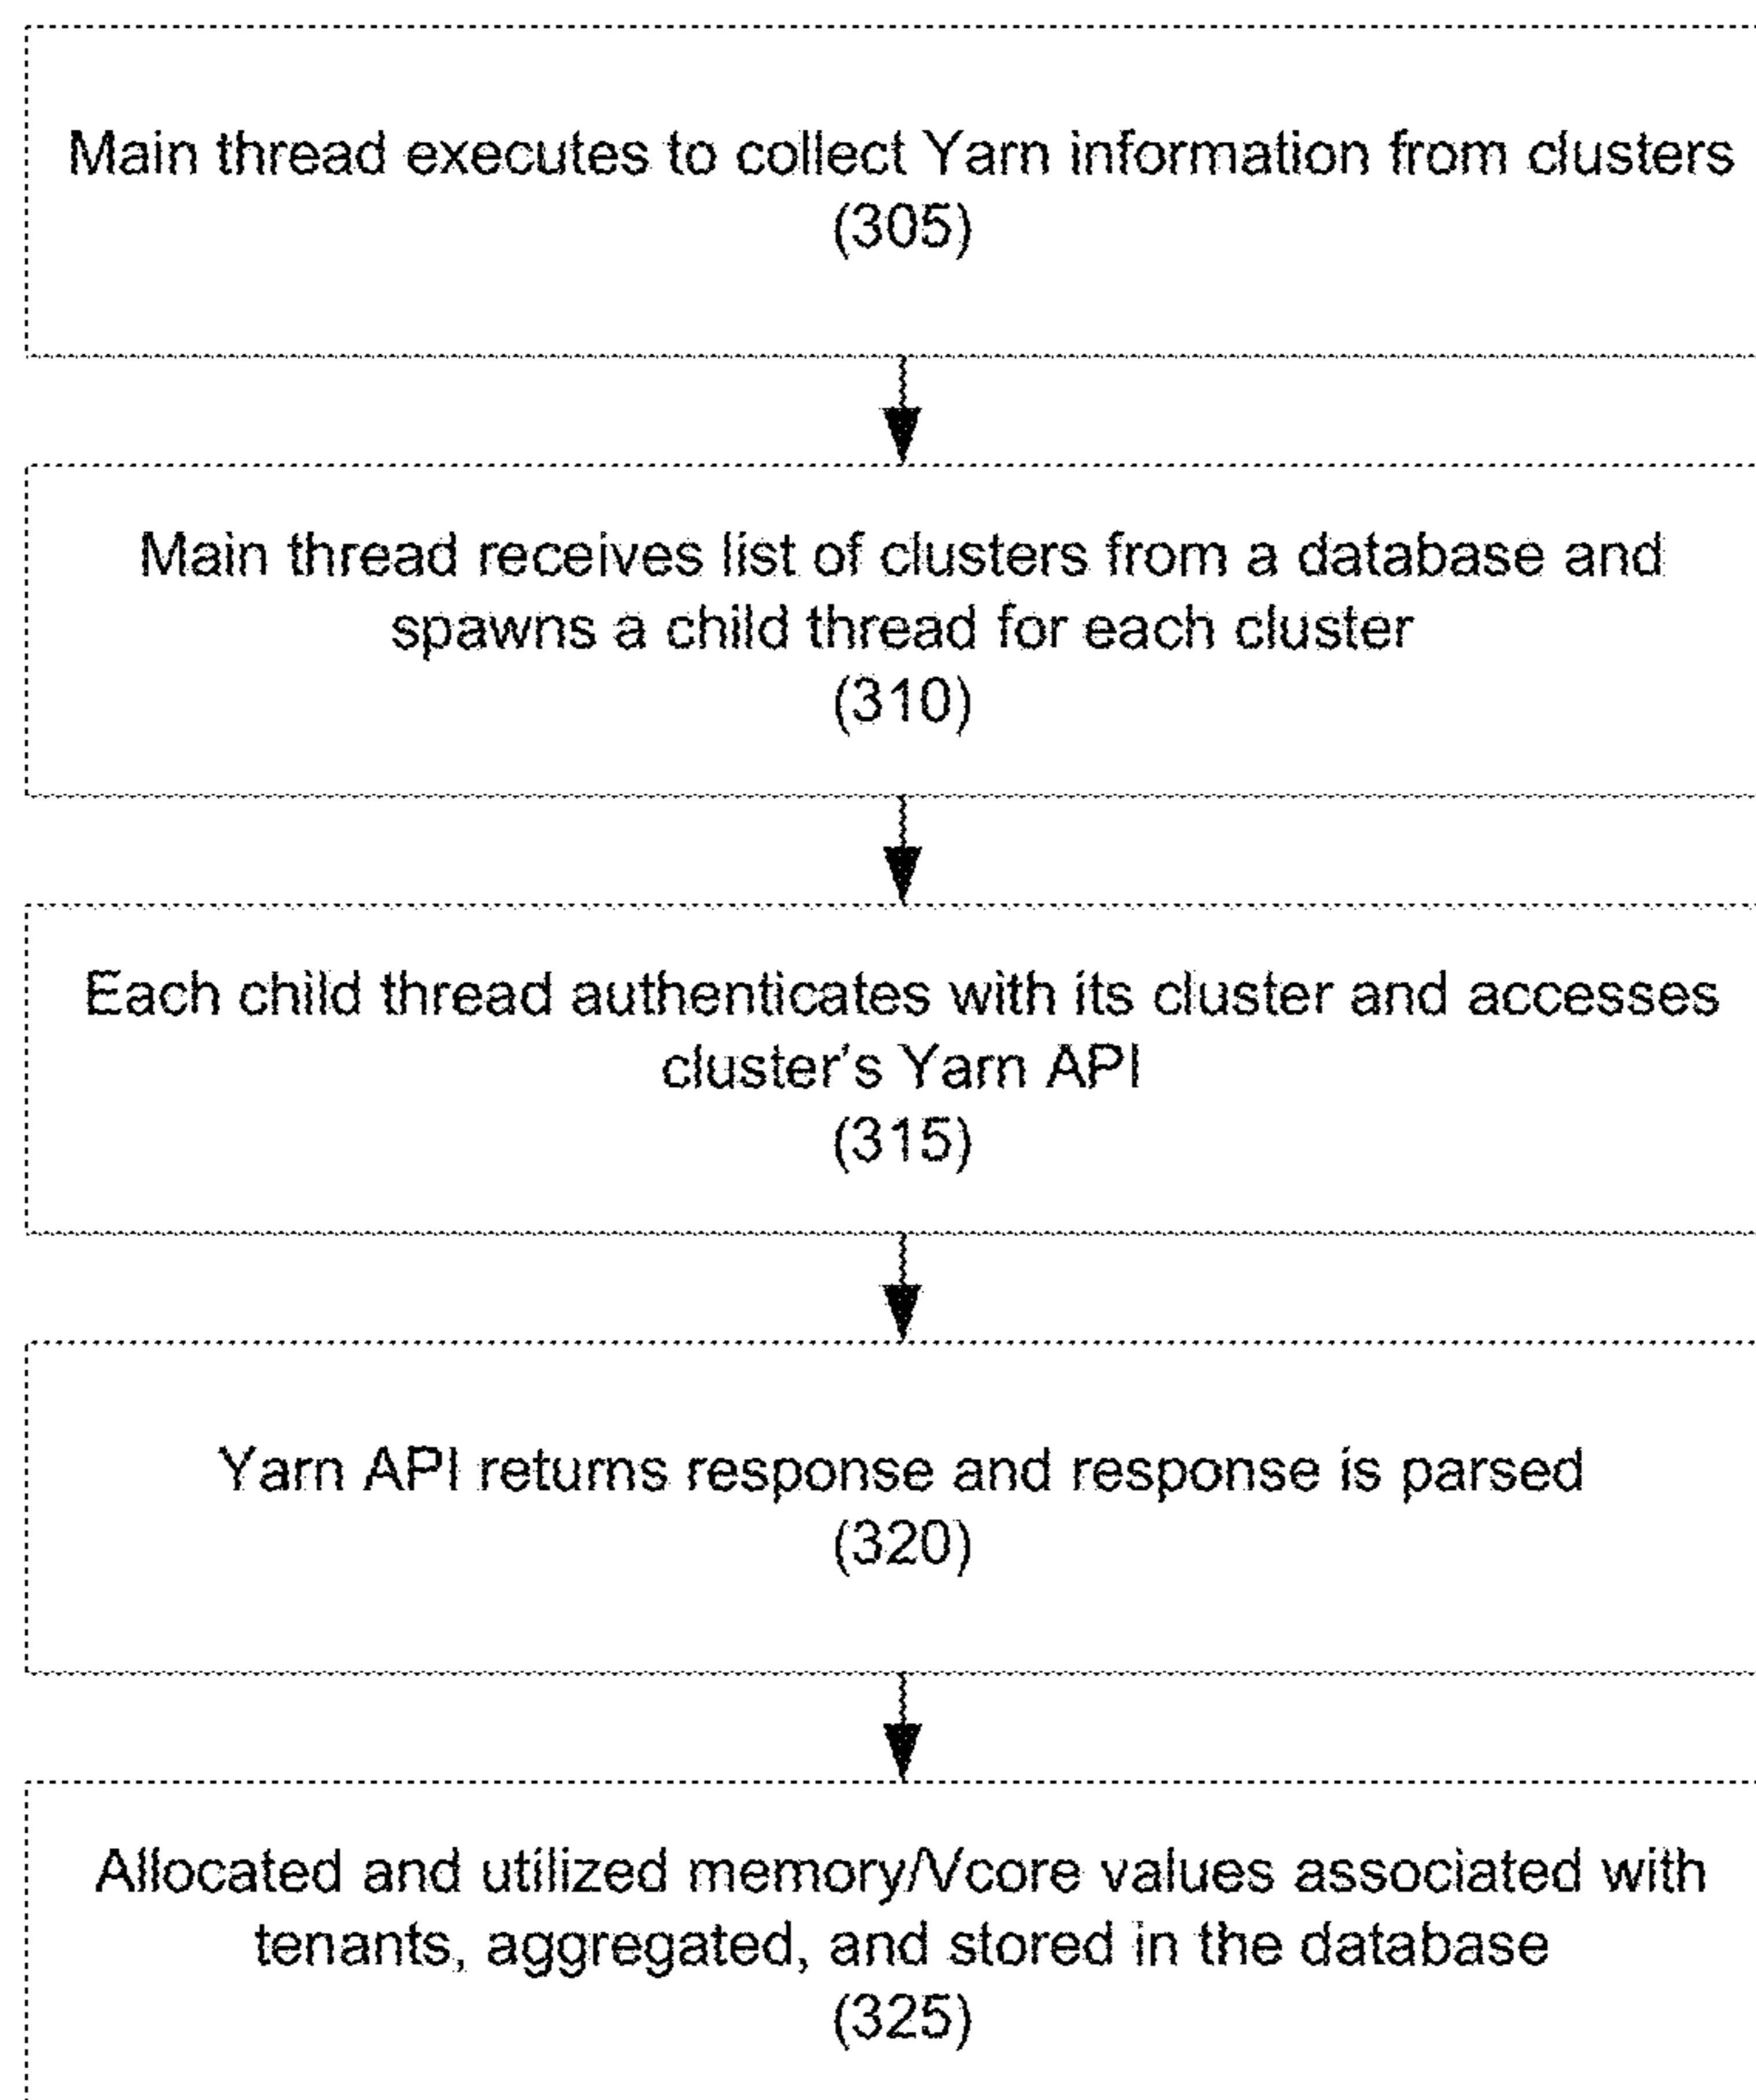 Main thread executes to collect Yarn information from clusters
(305)
Main thread receives list of clusters from a database and
spawns a child thread for each cluster
(310)
Each child thread authenticates with its cluster and accesses
cluster's Yarn API
(315)
Yarn API returns response and response is parsed
(320)
Allocated and utilized memory/Vcore values associated with
tenants, aggregated, and stored in the database
(325)